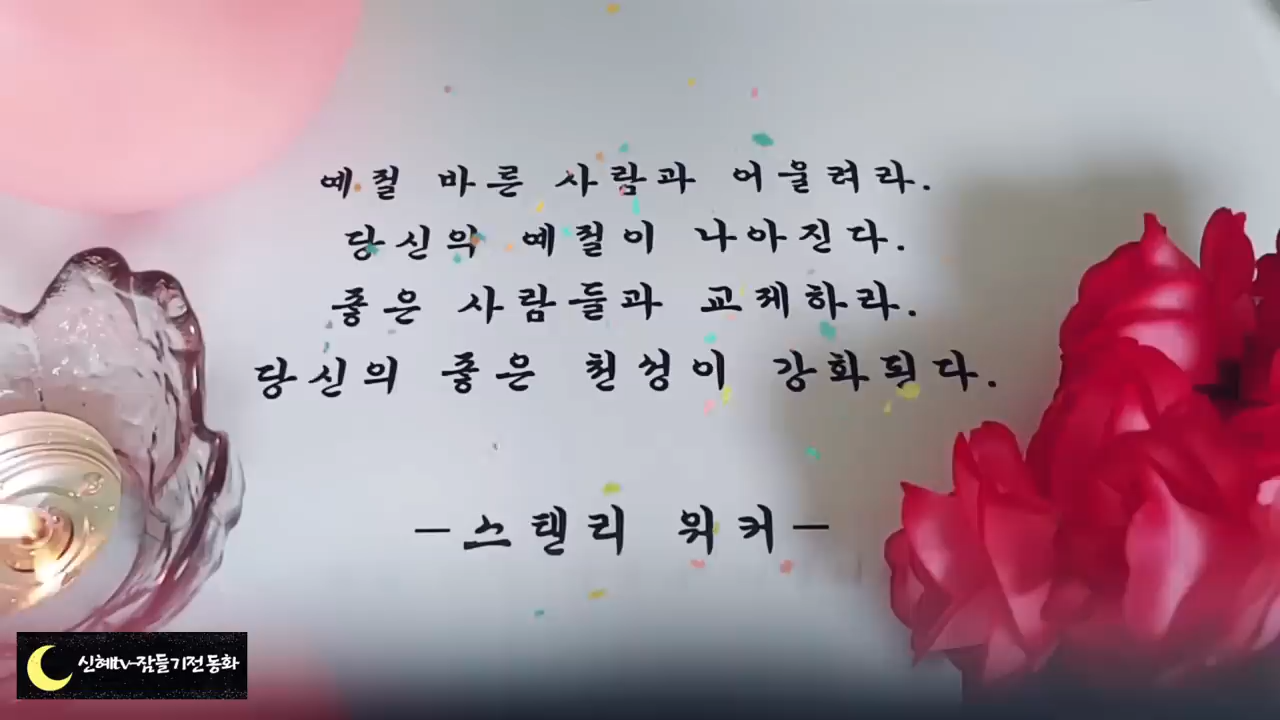 예절 바른 사람과 어울려라.
당신의 예절이 나아진다.
좋은 사람들과 교제하라.
당신의 좋은 천성이 강화된다.
-스탠리 워커-
신혜tv-잠들기전 동화